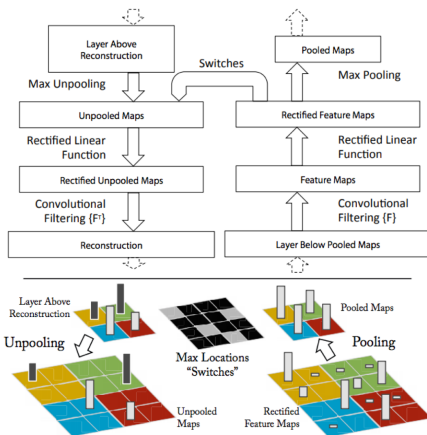 Layer Above
Reconstruction
Pooled Maps
Switches
Max Unpooling
Max Pooling
Unpooled Maps
Rectified Feature Maps
Rectified Linear
Function
Rectified Linear
Function
Rectified Unpooled Maps
Feature Maps
Convolutional
Filtering {Fᵀ}
Convolutional
Filtering {F}
Reconstruction
Layer Below Pooled Maps
Layer Above
Reconstruction
Pooled Maps
Unpooling
Max Locations
“Switches”
Pooling
Unpooled
Maps
Rectified
Feature Maps